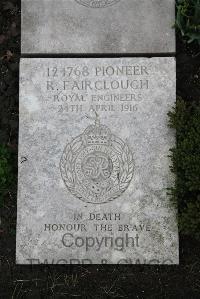 124768 PIONEER
R. FAIRCLOUGH
ROYAL ENGINEERS
24TH APRIL 1916
IN DEATH
HONOUR THE BRAVE
Copyright
TWGPP & CWGC